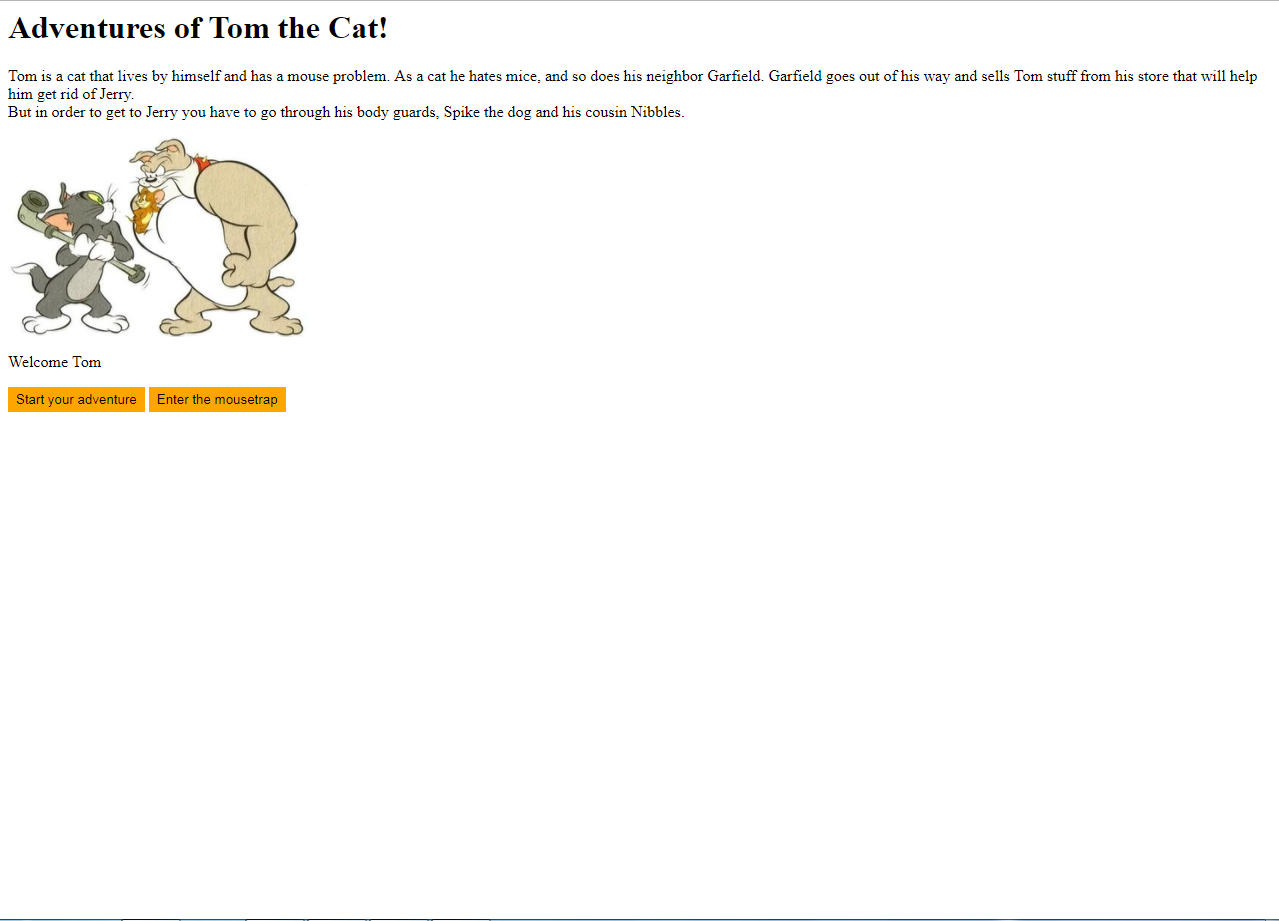 Adventures of Tom the Cat!
Tom is a cat that lives by himself and has a mouse problem. As a cat he hates mice, and so does his neighbor Garfield. Garfield goes out of his way and sells Tom stuff from his store that will help
him get rid of Jerry.
But in order to get to Jerry you have to go through his body guards, Spike the dog and his cousin Nibbles.
Welcome Tom
Start your adventure Enter the mousetrap